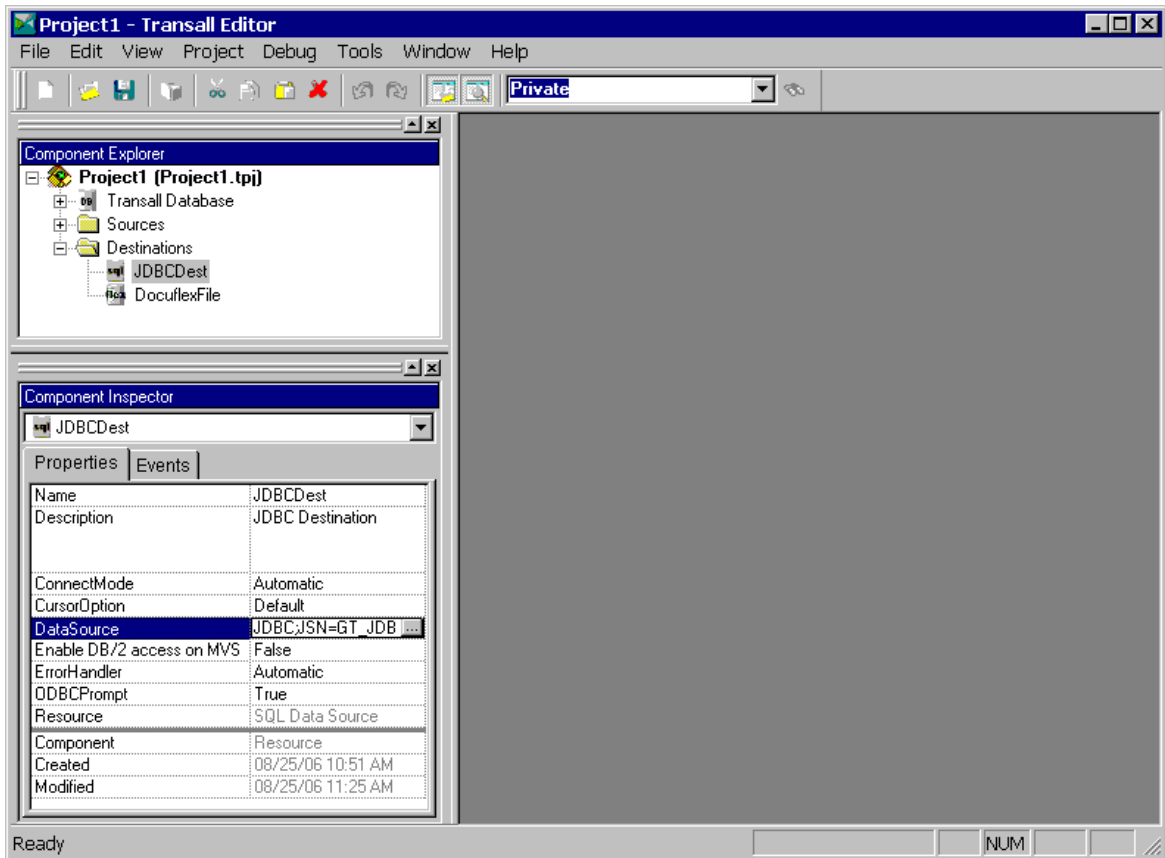 Project1 - Transall Editor
File Edit View Project Debug Tools Window Help
Private
Component Explorer
Project1 (Project1.tpj)
DB Transall Database
Sources
Destinations
sql JDBCDest
DocuflexFile
Component Inspector
sql JDBCDest
Properties Events
Name JDBCDest
Description JDBC Destination
ConnectMode Automatic
CursorOption Default
DataSource JDBC;JSN=GT_JDB ...
Enable DB/2 access on MVS False
ErrorHandler Automatic
ODBCPrompt True
Resource SQL Data Source
Component Resource
Created 08/25/06 10:51 AM
Modified 08/25/06 11:25 AM
Ready NUM